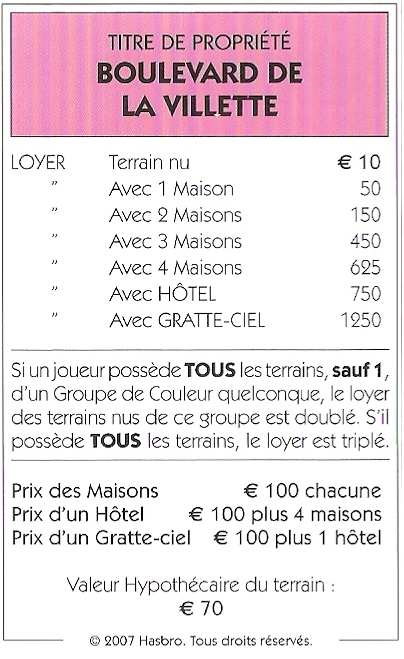 TITRE DE PROPRIÉTÉ
BOULEVARD DE
LA VILLETTE
LOYER Terrain nu € 10
" Avec 1 Maison 50
" Avec 2 Maisons 150
" Avec 3 Maisons 450
" Avec 4 Maisons 625
" Avec HÔTEL 750
" Avec GRATTE-CIEL 1250
Si un joueur possède TOUS les terrains, sauf 1,
d'un Groupe de Couleur quelconque, le loyer
des terrains nus de ce groupe est doublé. S'il
possède TOUS les terrains, le loyer est triplé.
Prix des Maisons € 100 chacune
Prix d'un Hôtel € 100 plus 4 maisons
Prix d'un Gratte-ciel € 100 plus 1 hôtel
Valeur Hypothécaire du terrain :
€ 70
© 2007 Hasbro. Tous droits réservés.